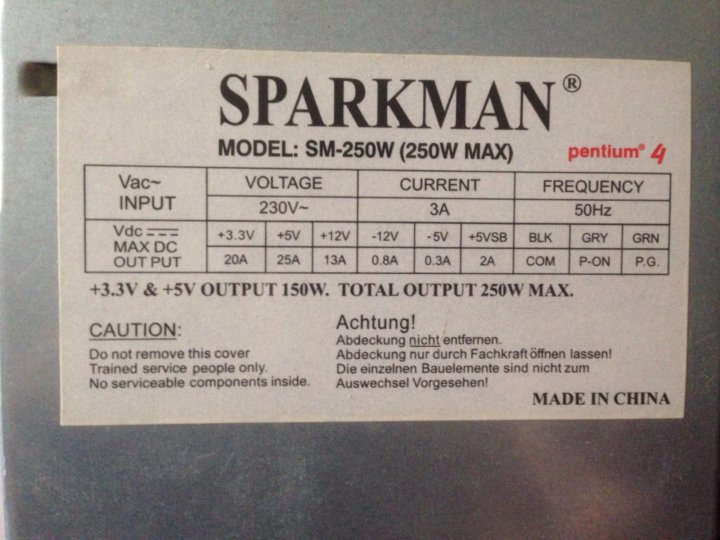 SPARKMAN®
MODEL: SM-250W (250W MAX) pentium® 4
Vac~ INPUT VOLTAGE CURRENT FREQUENCY
230V~ 3A 50Hz
Vdc MAX DC OUT PUT +3.3V +5V +12V -12V -5V +5VSB BLK GRY GRN
20A 25A 13A 0.8A 0.3A 2A COM P-ON P.G.
+3.3V & +5V OUTPUT 150W. TOTAL OUTPUT 250W MAX.
CAUTION:
Do not remove this cover
Trained service people only.
No serviceable components inside.
Achtung!
Abdeckung nicht entfernen.
Abdeckung nur durch Fachkraft öffnen lassen!
Die einzelnen Bauelemente sind nicht zum
Auswechsel Vorgesehen!
MADE IN CHINA